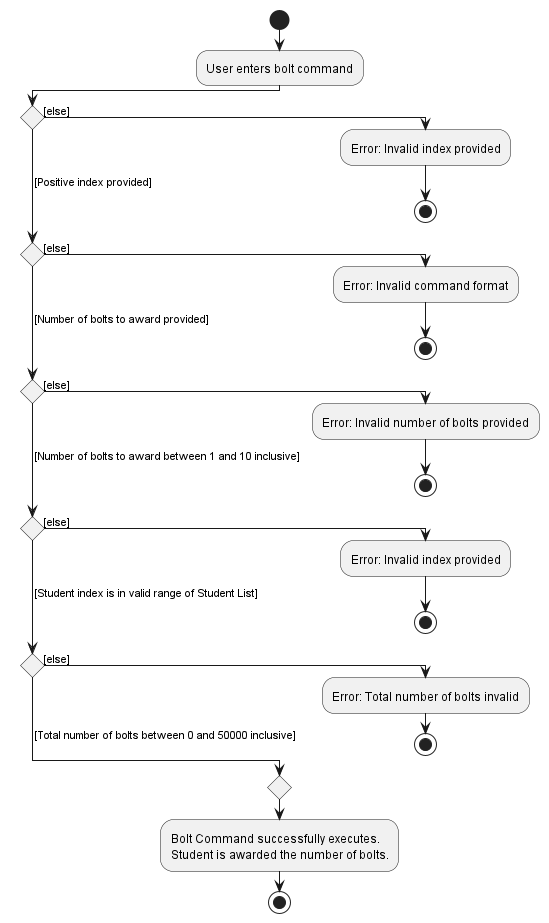 User enters bolt command
[else]
Error: Invalid index provided
[Positive index provided]
[else]
Error: Invalid command format
[Number of bolts to award provided]
[else]
Error: Invalid number of bolts provided
[Number of bolts to award between 1 and 10 inclusive]
[else]
Error: Invalid index provided
[Student index is in valid range of Student List]
[else]
Error: Total number of bolts invalid
[Total number of bolts between 0 and 50000 inclusive]
Bolt Command successfully executes.
Student is awarded the number of bolts.